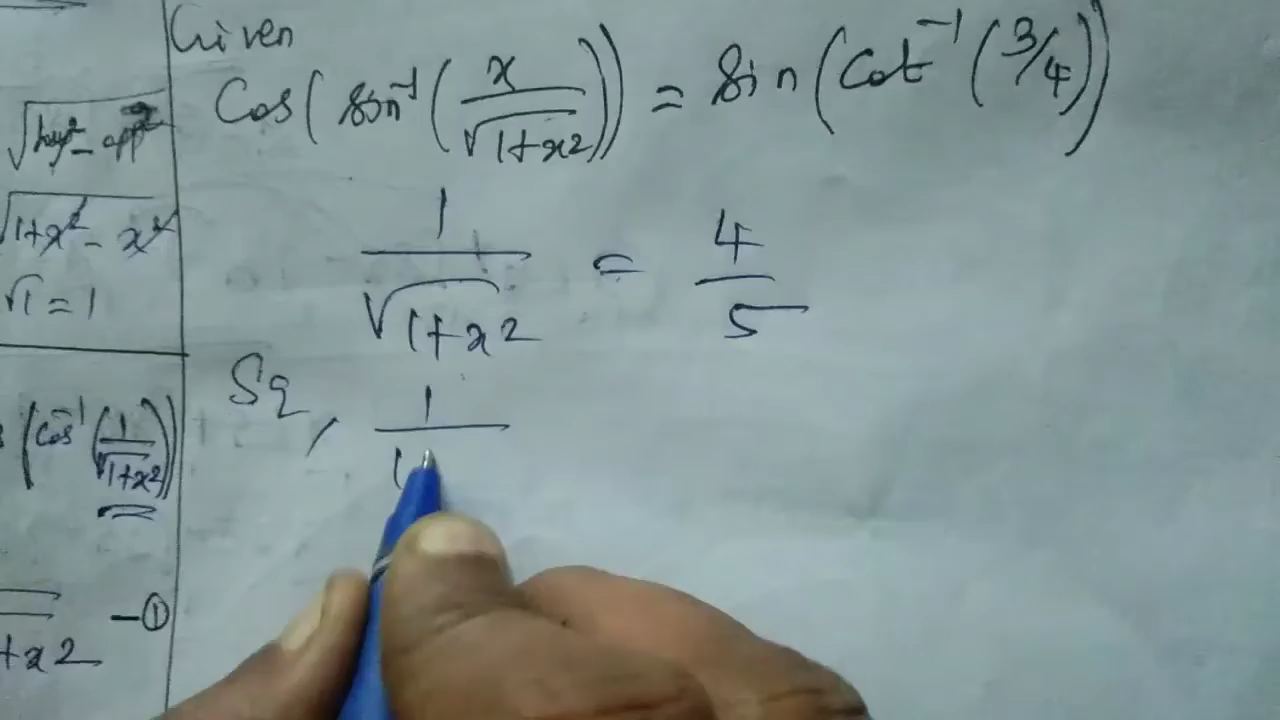 Given
Cos(sin⁻¹(x/√1+x2)) = Sin(Cot⁻¹(3/4))
1/√1+x2 = 4/5
Sq, 1/1
√hyp²-opp²
√1+x²-x²
√1=1
(Cos⁻¹(1/√1+x2))
-①
+x2